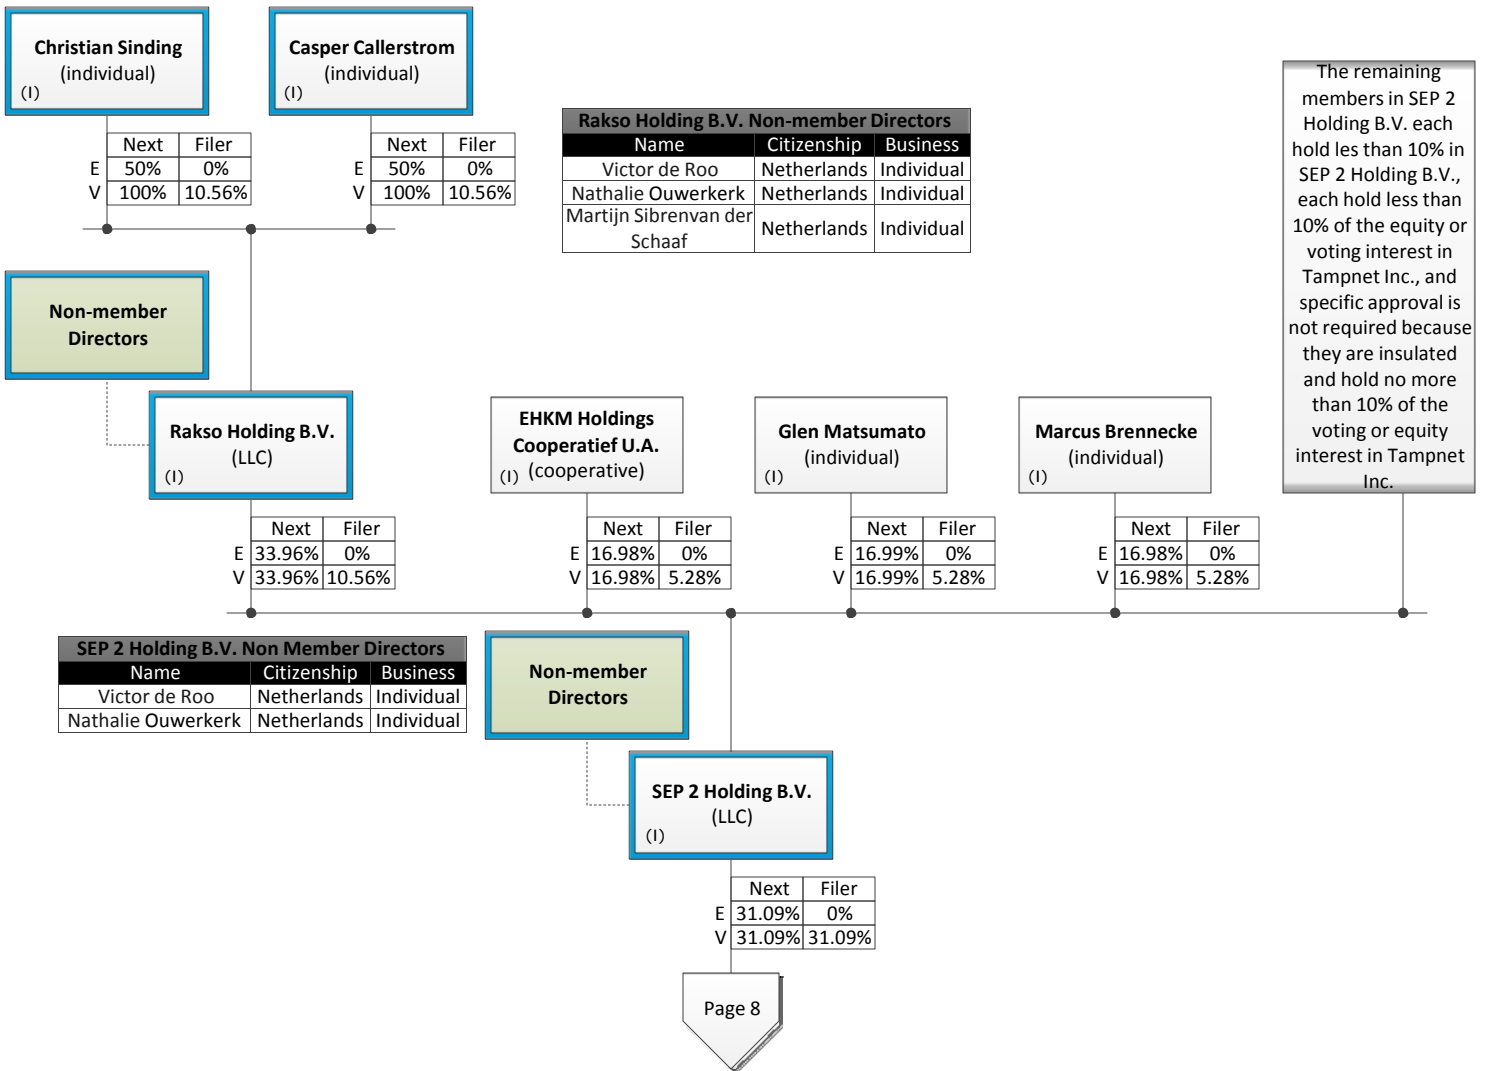 Christian Sinding
(individual)
(I)
Casper Callerstrom
(individual)
(I)
Next Filer
E 50% 0%
V 100% 10.56%
Next Filer
E 50% 0%
V 100% 10.56%
Rakso Holding B.V. Non-member Directors
Name Citizenship Business
Victor de Roo Netherlands Individual
Nathalie Ouwerkerk Netherlands Individual
Martijn Sibrenvan der
Schaaf
Netherlands Individual
The remaining
members in SEP 2
Holding B.V. each
hold les than 10% in
SEP 2 Holding B.V.,
each hold less than
10% of the equity or
voting interest in
Tampnet Inc., and
specific approval is
not required because
they are insulated
and hold no more
than 10% of the
voting or equity
interest in Tampnet
Inc.
Non-member
Directors
Rakso Holding B.V.
(LLC)
(I)
EHKM Holdings
Cooperatief U.A.
(I) (cooperative)
Glen Matsumato
(individual)
(I)
Marcus Brennecke
(individual)
(I)
Next Filer
E 33.96% 0%
V 33.96% 10.56%
Next Filer
E 16.98% 0%
V 16.98% 5.28%
Next Filer
E 16.99% 0%
V 16.99% 5.28%
Next Filer
E 16.98% 0%
V 16.98% 5.28%
SEP 2 Holding B.V. Non Member Directors
Name Citizenship Business
Victor de Roo Netherlands Individual
Nathalie Ouwerkerk Netherlands Individual
Non-member
Directors
SEP 2 Holding B.V.
(LLC)
(I)
Next Filer
E 31.09% 0%
V 31.09% 31.09%
Page 8